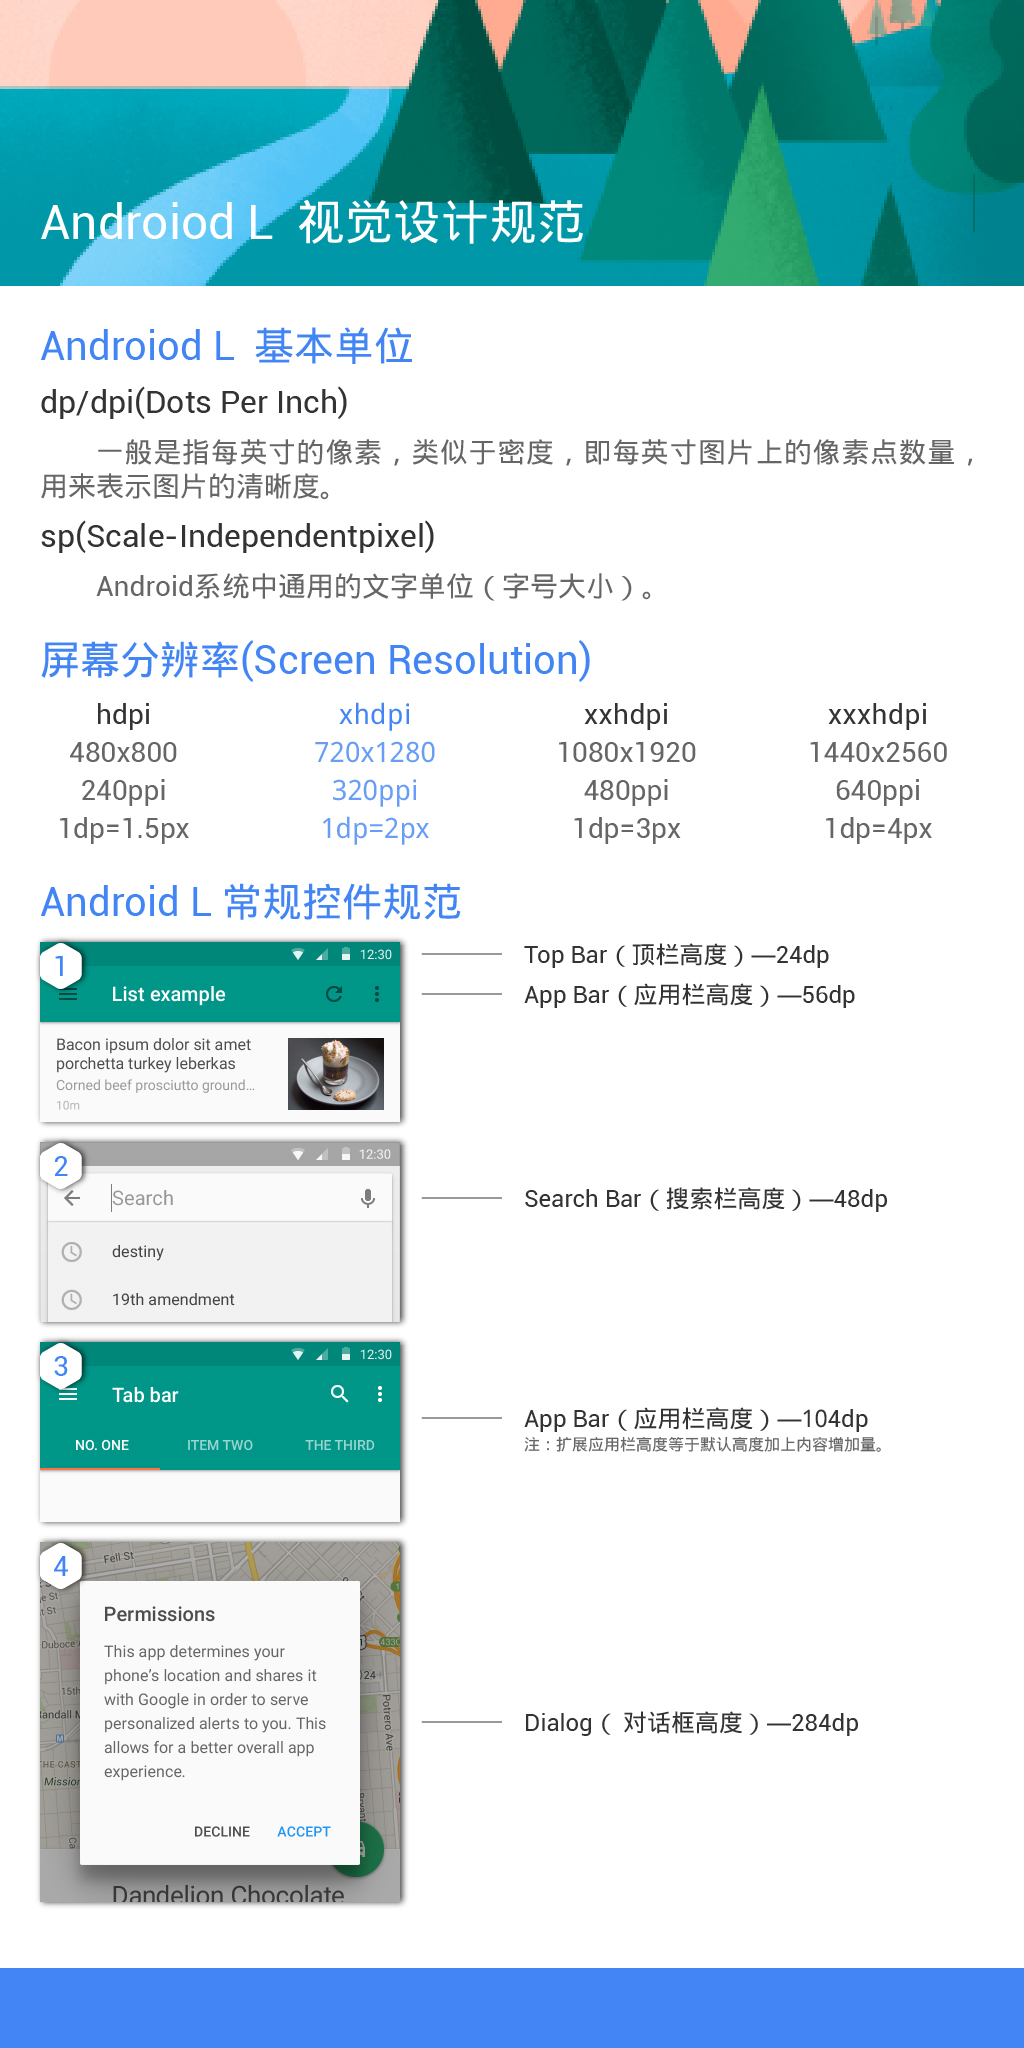 Androiod L 视觉设计规范
Androiod L 基本单位
dp/dpi(Dots Per Inch)
一般是指每英寸的像素，类似于密度，即每英寸图片上的像素点数量，
用来表示图片的清晰度。
sp(Scale-Independentpixel)
Android系统中通用的文字单位（字号大小）。
屏幕分辨率(Screen Resolution)
hdpi xhdpi xxhdpi xxxhdpi
480x800 720x1280 1080x1920 1440x2560
240ppi 320ppi 480ppi 640ppi
1dp=1.5px 1dp=2px 1dp=3px 1dp=4px
Android L 常规控件规范
1
12:30
List example
Bacon ipsum dolor sit amet
porchetta turkey leberkas
Corned beef prosciutto ground...
10m
Top Bar（顶栏高度）—24dp
App Bar（应用栏高度）—56dp
2
12:30
Search
destiny
19th amendment
Search Bar（搜索栏高度）—48dp
3
12:30
Tab bar
NO. ONE ITEM TWO THE THIRD
App Bar（应用栏高度）—104dp
注：扩展应用栏高度等于默认高度加上内容增加量。
4
Fell St
e St
t St
Duboce A
15th
Randall M
M
THE CAST
Mission
Ca
4330
24
Potrero Ave
Bryant
Permissions
This app determines your
phone’s location and shares it
with Google in order to serve
personalized alerts to you. This
allows for a better overall app
experience.
DECLINE ACCEPT
Dandelion Chocolate
Dialog（ 对话框高度）—284dp